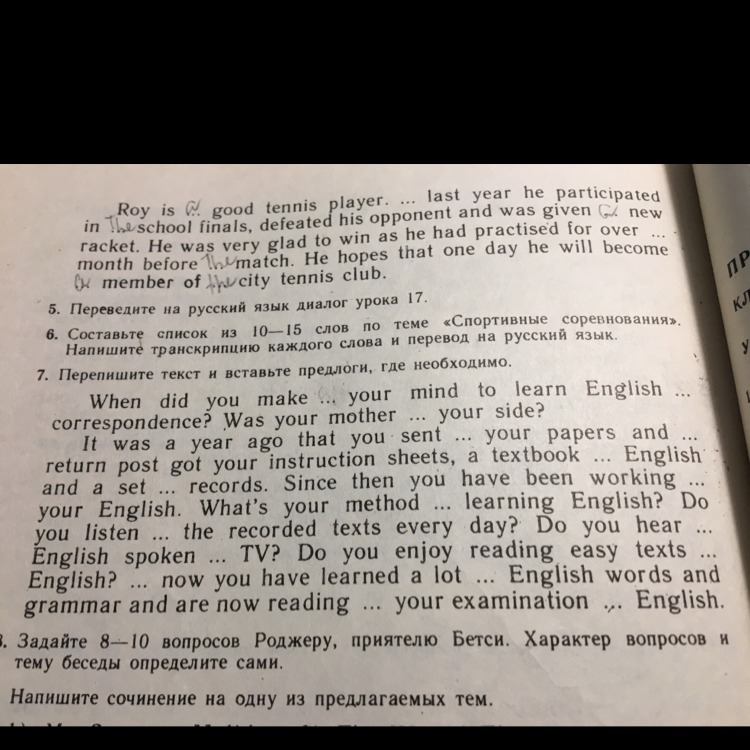 Roy is a good tennis player. ... last year he participated
in The school finals, defeated his opponent and was given a new
racket. He was very glad to win as he had practised for over ...
month before The match. He hopes that one day he will become
a member of the city tennis club.
5. Переведите на русский язык диалог урока 17.
6. Составьте список из 10—15 слов по теме «Спортивные соревнования».
Напишите транскрипцию каждого слова и перевод на русский язык.
7. Перепишите текст и вставьте предлоги, где необходимо.
When did you make ... your mind to learn English ...
correspondence? Was your mother ... your side?
It was a year ago that you sent ... your papers and ...
return post got your instruction sheets, a textbook ... English
and a set ... records. Since then you have been working ...
your English. What's your method ... learning English? Do
you listen ... the recorded texts every day? Do you hear ...
English spoken ... TV? Do you enjoy reading easy texts ...
English? ... now you have learned a lot ... English words and
grammar and are now reading ... your examination ... English.
Задайте 8—10 вопросов Роджеру, приятелю Бетси. Характер вопросов и
тему беседы определите сами.
Напишите сочинение на одну из предлагаемых тем.